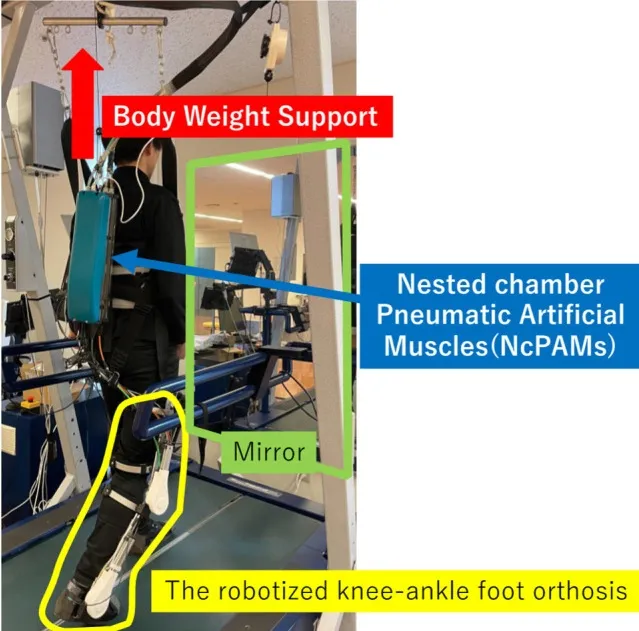 Body Weight Support
Nested chamber
Pneumatic Artificial
Muscles(NcPAMs)
Mirror
The robotized knee-ankle foot orthosis